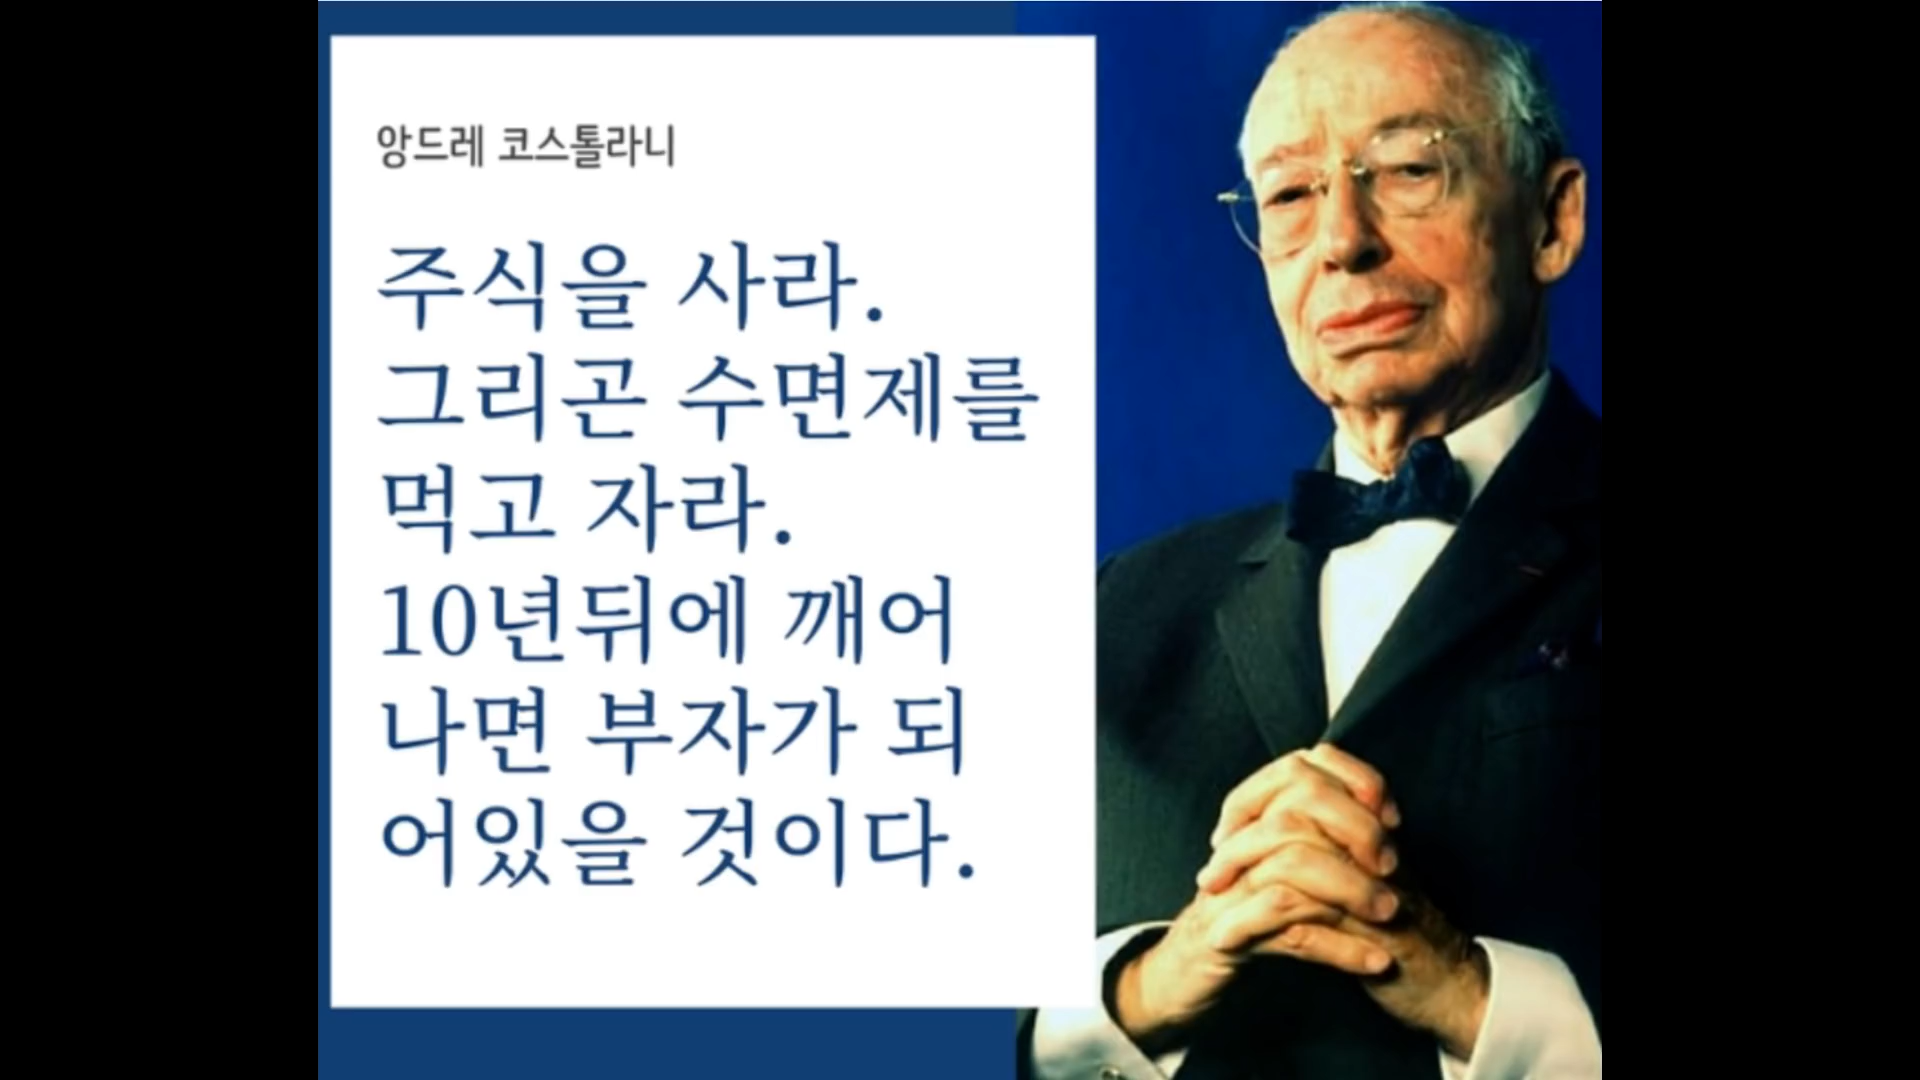 앙드레 코스톨라니
주식을 사라.
그리곤 수면제를
먹고 자라.
10년뒤에 깨어
나면 부자가 되
어있을 것이다.